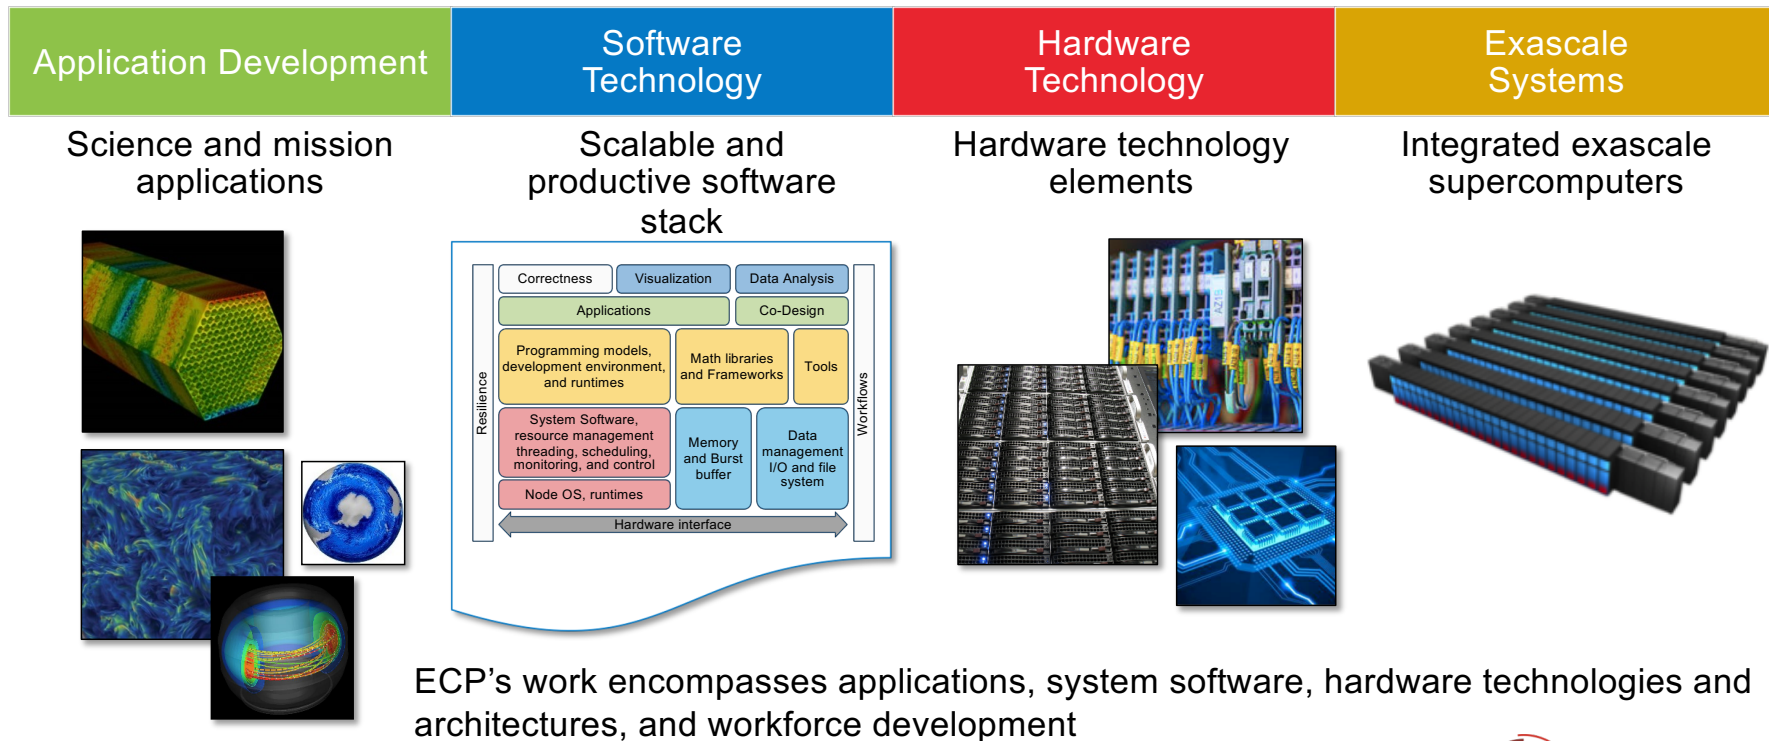 Application Development
Software
Technology
Hardware
Technology
Exascale
Systems
Science and mission
applications
Scalable and
productive software
stack
Hardware technology
elements
Integrated exascale
supercomputers
Resilience
Correctness
Visualization
Data Analysis
Applications
Co-Design
Programming models,
development environment,
and runtimes
Math libraries
and Frameworks
Tools
System Software,
resource management
threading, scheduling,
monitoring, and control
Memory
and Burst
buffer
Data
management
I/O and file
system
Node OS, runtimes
Hardware interface
Workflows
AZ1B
ECP’s work encompasses applications, system software, hardware technologies and
architectures, and workforce development